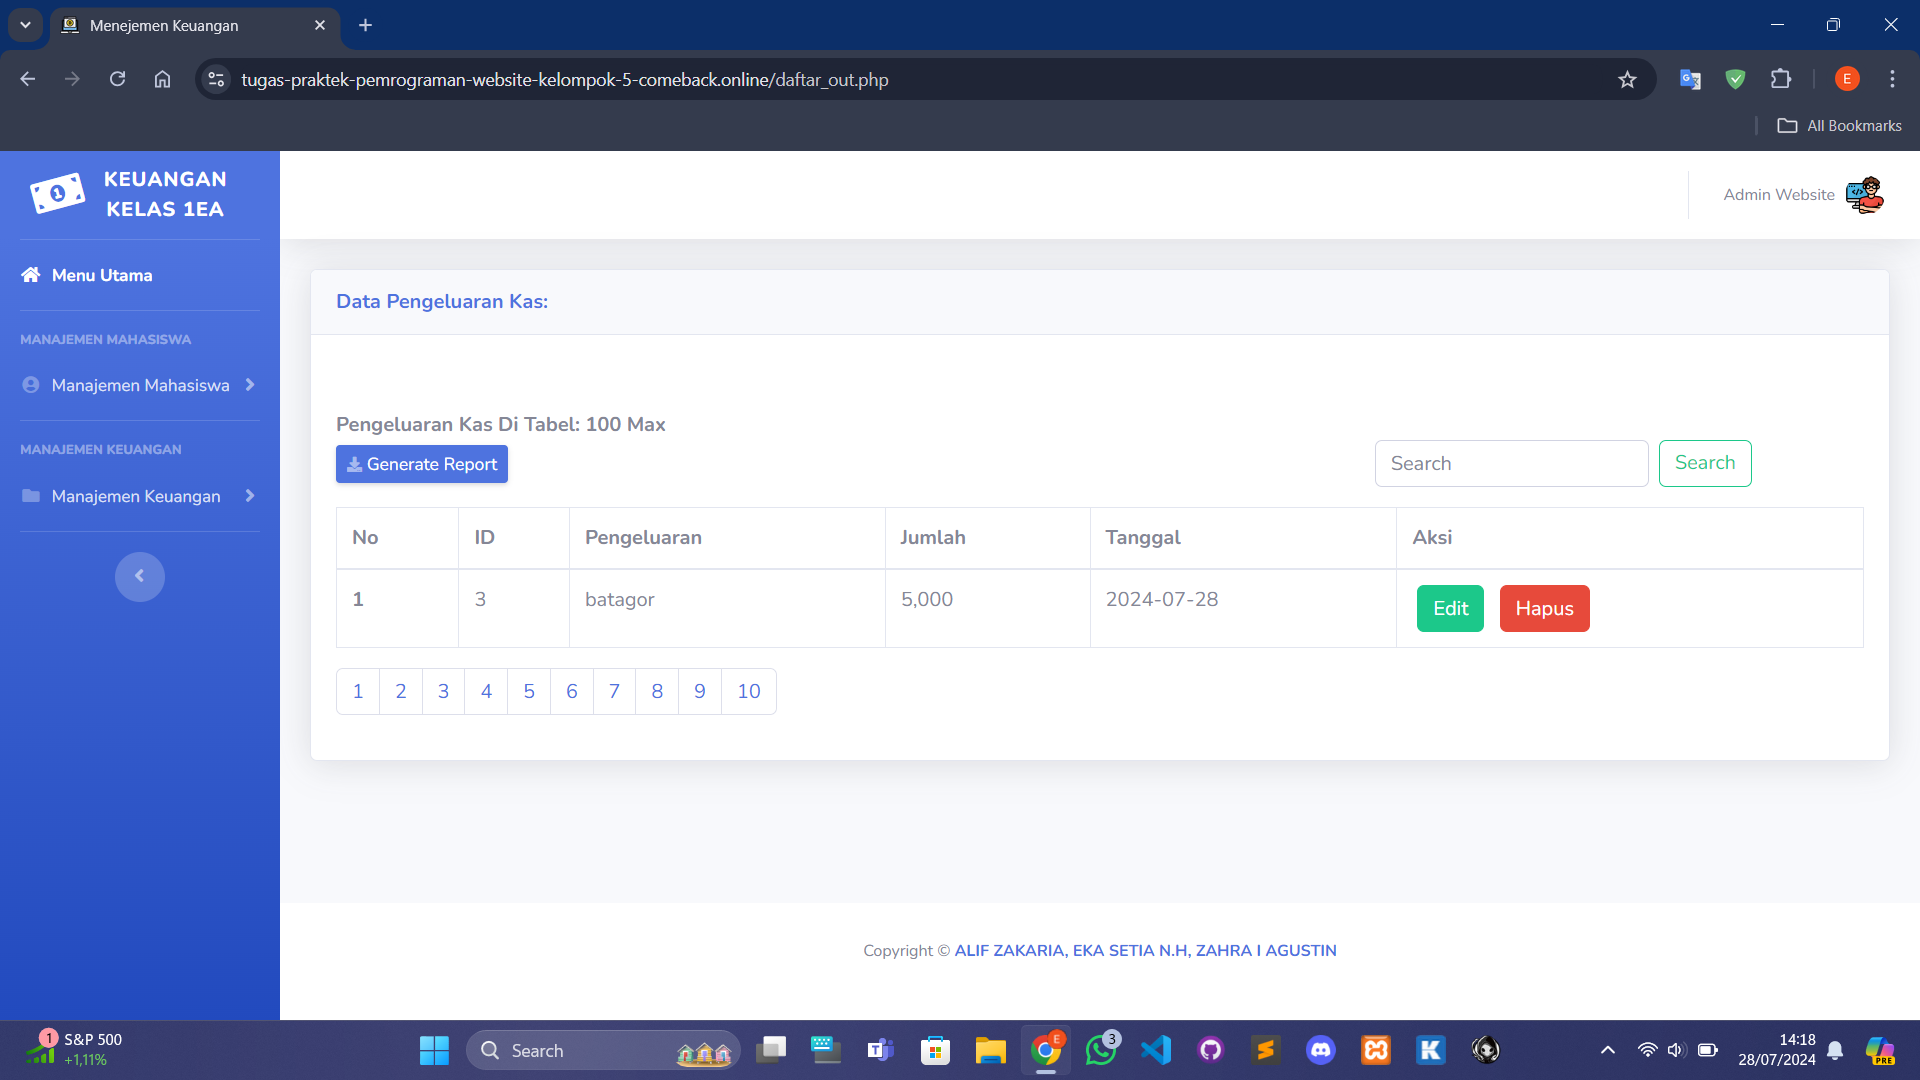 Menejemen Keuangan
tugas-praktek-pemrograman-website-kelompok-5-comeback.online/daftar_out.php
E
All Bookmarks
KEUANGAN
KELAS 1EA
Admin Website
Menu Utama
MANAJEMEN MAHASISWA
Manajemen Mahasiswa
MANAJEMEN KEUANGAN
Manajemen Keuangan
Data Pengeluaran Kas:
Pengeluaran Kas Di Tabel: 100 Max
Generate Report
Search Search
No ID Pengeluaran Jumlah Tanggal Aksi
1 3 batagor 5,000 2024-07-28 Edit Hapus
1 2 3 4 5 6 7 8 9 10
Copyright © ALIF ZAKARIA, EKA SETIA N.H, ZAHRA I AGUSTIN
1
S&P 500
+1,11%
Search
E
3
14:18
28/07/2024
PRE